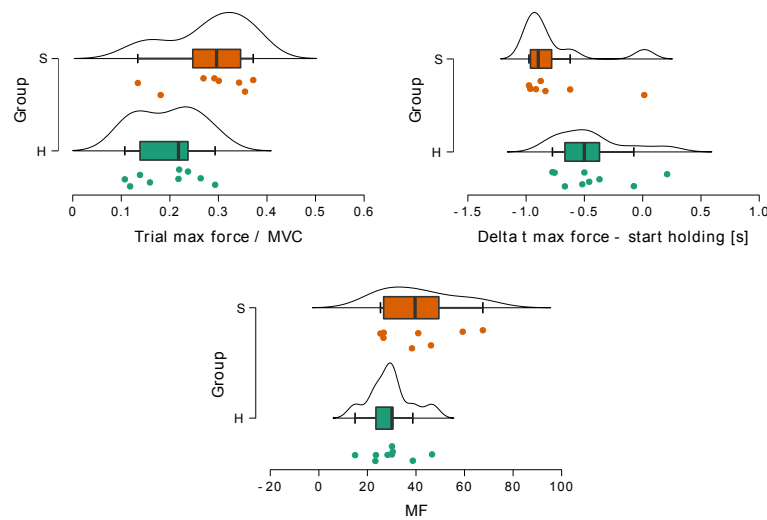 S
H
Group
0
0.1
0.2
0.3
0.4
0.5
0.6
Trial max force / MVC
S
H
Group
-1.5
-1.0
-0.5
0.0
0.5
1.0
Delta t max force - start holding [s]
S
H
Group
-20
0
20
40
60
80
100
MF